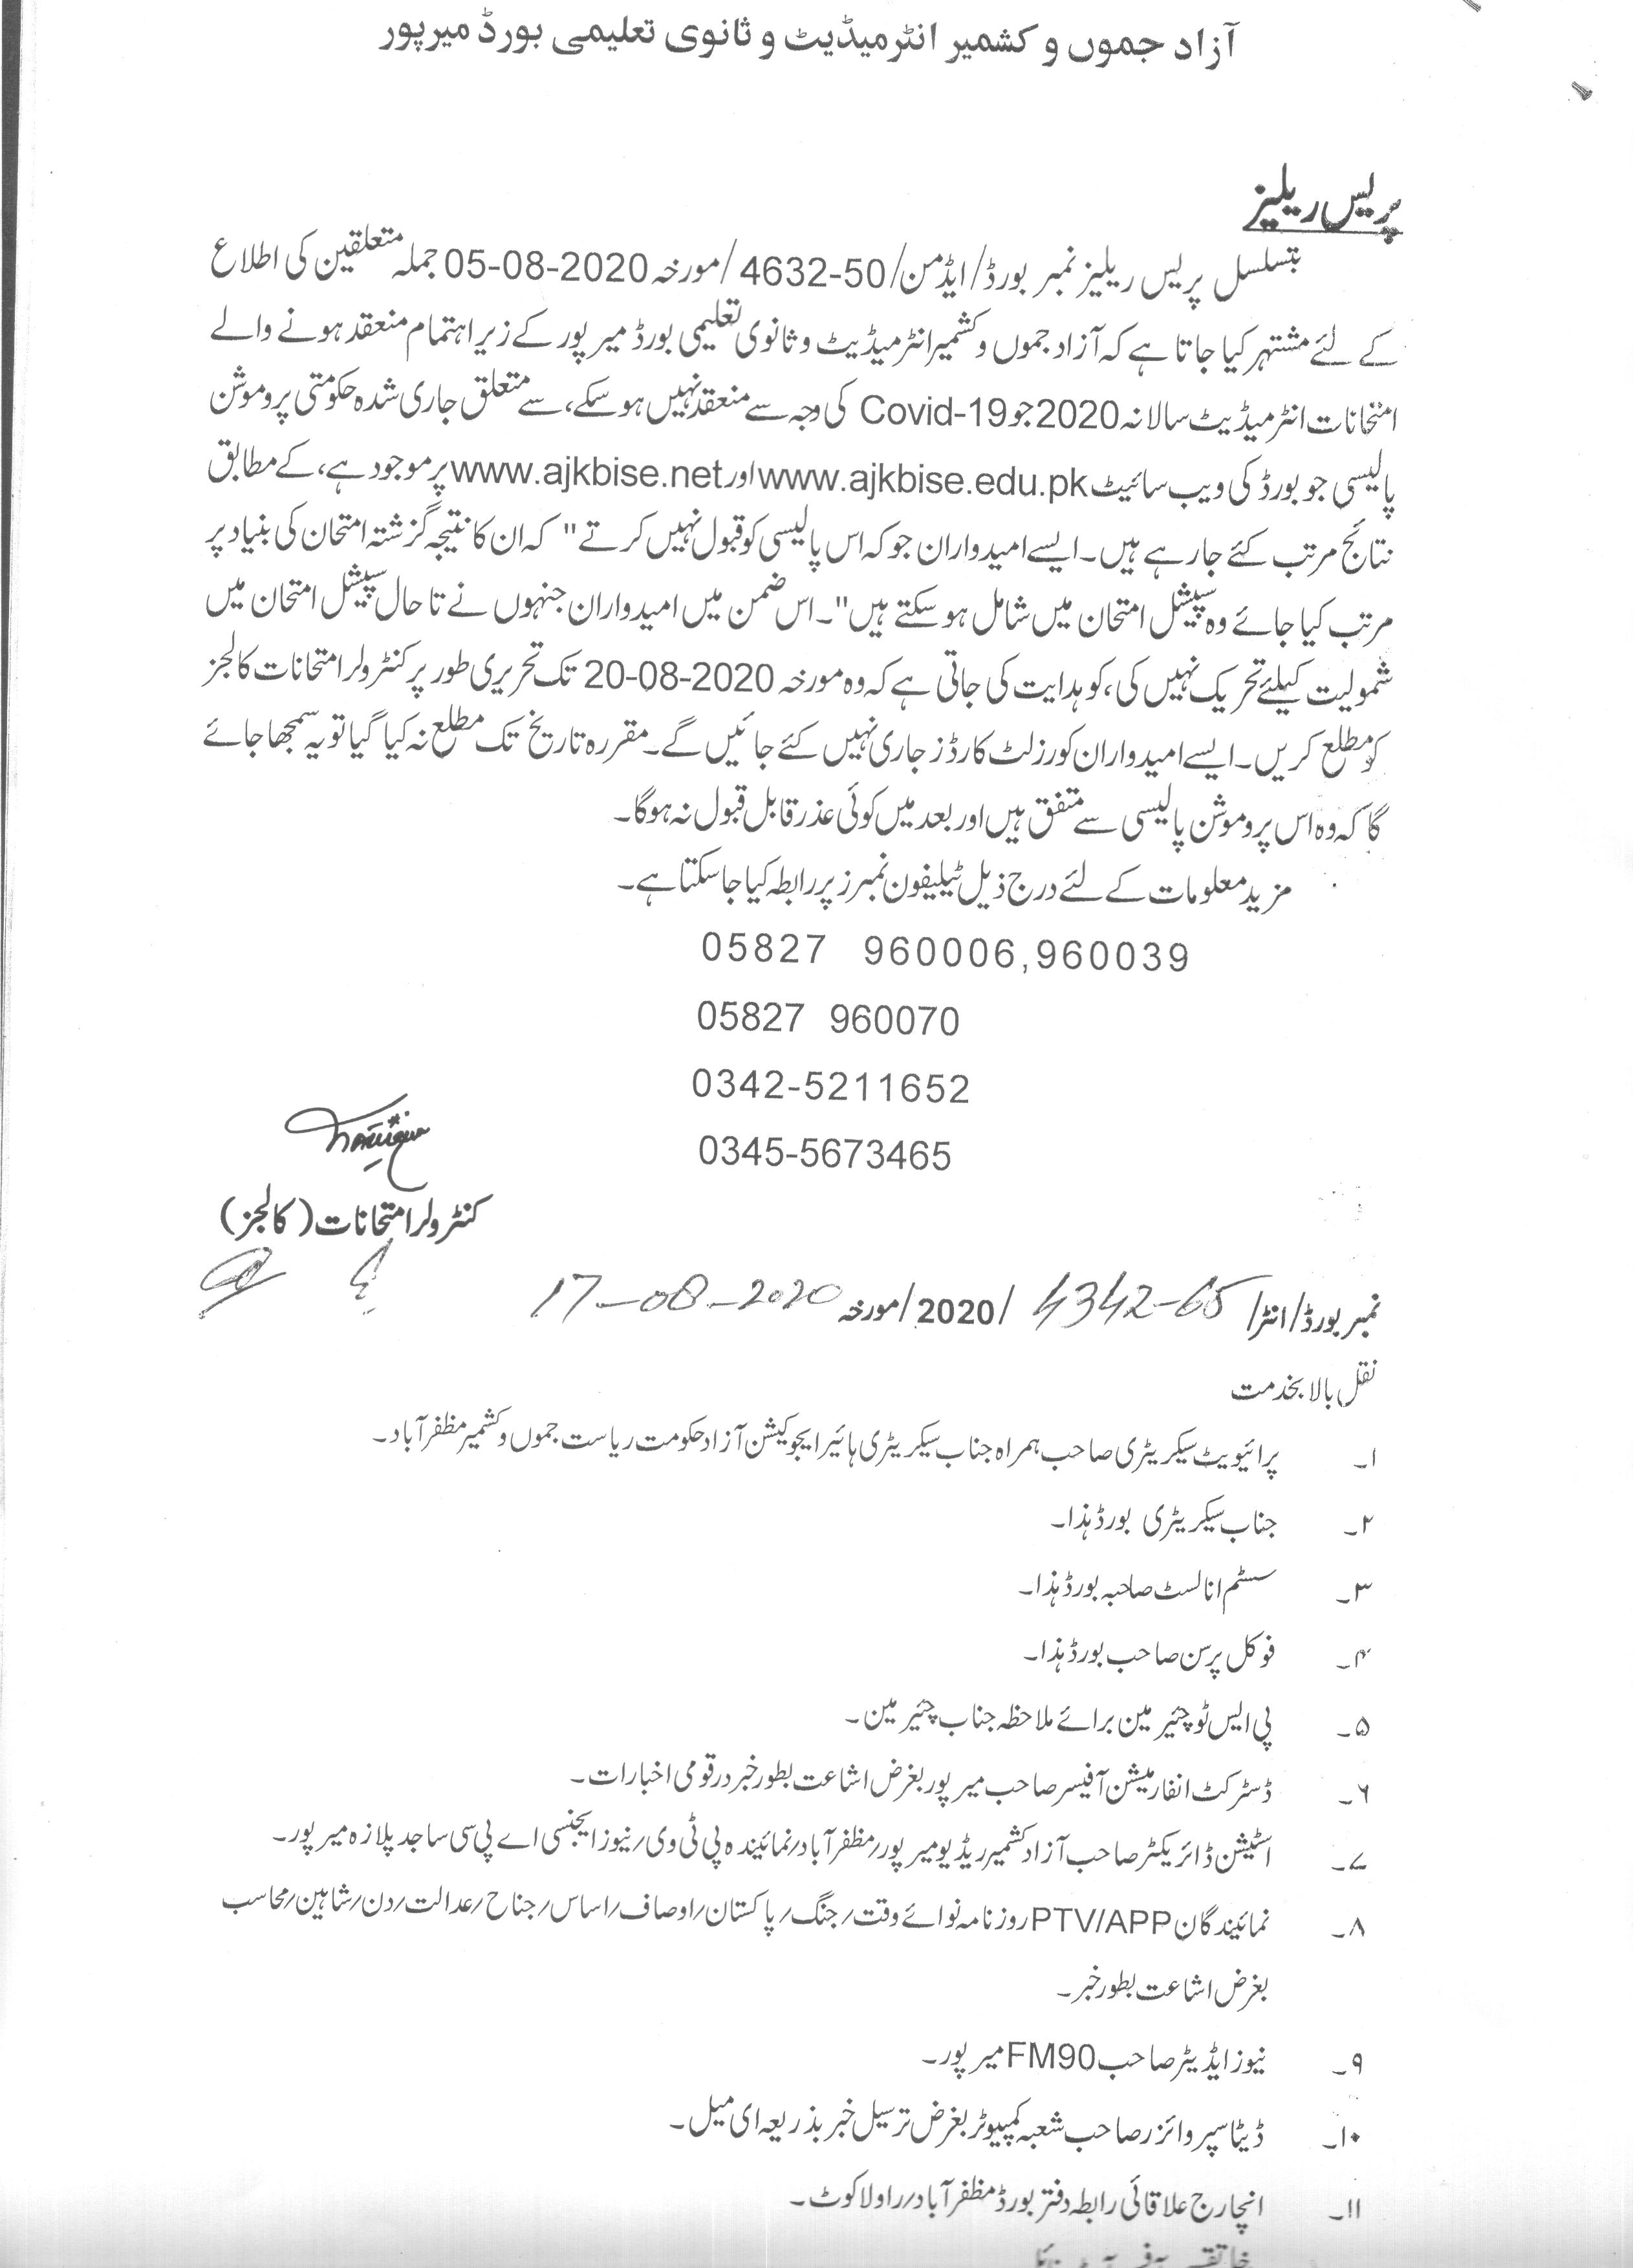 آزاد جموں و کشمیر انٹرمیڈیٹ و ثانوی تعلیمی بورڈ میرپور
پریس ریلیز
بتسلسل پریس ریلیز نمبر بورڈ/ایڈمن/4632-50/مورخہ 05-08-2020 جملہ متعلقین کی اطلاع
کے لئے مشتہر کیا جاتا ہے کہ آزاد جموں و کشمیر انٹرمیڈیٹ و ثانوی تعلیمی بورڈ میرپور کے زیر اہتمام منعقد ہونے والے
امتحانات انٹرمیڈیٹ سالانہ 2020 جو Covid-19 کی وجہ سے منعقد نہیں ہو سکے، سے متعلق جاری شدہ حکومتی پروموشن
پالیسی جو بورڈ کی ویب سائیٹ www.ajkbise.edu.pk اور www.ajkbise.net پر موجود ہے، کے مطابق
نتائج مرتب کئے جا رہے ہیں۔ ایسے امیدواران جو کہ اس پالیسی کو قبول نہیں کرتے "کہ ان کا نتیجہ گزشتہ امتحان کی بنیاد پر
مرتب کیا جائے وہ سپیشل امتحان میں شامل ہو سکتے ہیں"۔ اس ضمن میں امیدواران جنہوں نے تا حال سپیشل امتحان میں
شمولیت کیلئے تحریک نہیں کی، کو ہدایت کی جاتی ہے کہ وہ مورخہ 20-08-2020 تک تحریری طور پر کنٹرولر امتحانات کالجز
کو مطلع کریں۔ ایسے امیدواران کو رزلٹ کارڈز جاری نہیں کئے جائیں گے۔ مقررہ تاریخ تک مطلع نہ کیا گیا تو یہ سمجھا جائے
گا کہ وہ اس پروموشن پالیسی سے متفق ہیں اور بعد میں کوئی عذر قابل قبول نہ ہوگا۔
مزید معلومات کے لئے درج ذیل ٹیلیفون نمبرز پر رابطہ کیا جا سکتا ہے۔
05827 960006,960039
05827 960070
0342-5211652
0345-5673465
کنٹرولر امتحانات (کالجز)
نمبر بورڈ/انٹر/ 4342-65 /2020/مورخہ 17-08-2020
نقل بالا بخدمت
۱۔ پرائیویٹ سیکریٹری صاحب ہمراہ جناب سیکریٹری ہائیر ایجوکیشن آزاد حکومت ریاست جموں و کشمیر مظفرآباد۔
۲۔ جناب سیکریٹری بورڈ ہذا۔
۳۔ سسٹم انالسٹ صاحبہ بورڈ ہذا۔
۴۔ فوکل پرسن صاحب بورڈ ہذا۔
۵۔ پی ایس ٹو چئیرمین برائے ملاحظہ جناب چئیرمین۔
۶۔ ڈسٹرکٹ انفارمیشن آفیسر صاحب میرپور بغرض اشاعت بطور خبر در قومی اخبارات۔
۷۔ اسٹیشن ڈائریکٹر صاحب آزاد کشمیر ریڈیو میرپور/مظفرآباد/نمائیندہ پی ٹی وی/نیوز ایجنسی اے پی سی ساجد پلازہ میرپور۔
۸۔ نمائیندگان PTV/APP روزنامہ نوائے وقت/جنگ/پاکستان/اوصاف/اساس/جناح/عدالت/دن/شاہین/محاسب
بغرض اشاعت بطور خبر۔
۹۔ نیوز ایڈیٹر صاحب FM90 میرپور۔
۱۰۔ ڈیٹا سپروائزر صاحب شعبہ کمپیوٹر بغرض ترسیل خبر بذریعہ ای میل۔
۱۱۔ انچارج علاقائی رابطہ دفتر بورڈ مظفرآباد/راولاکوٹ۔